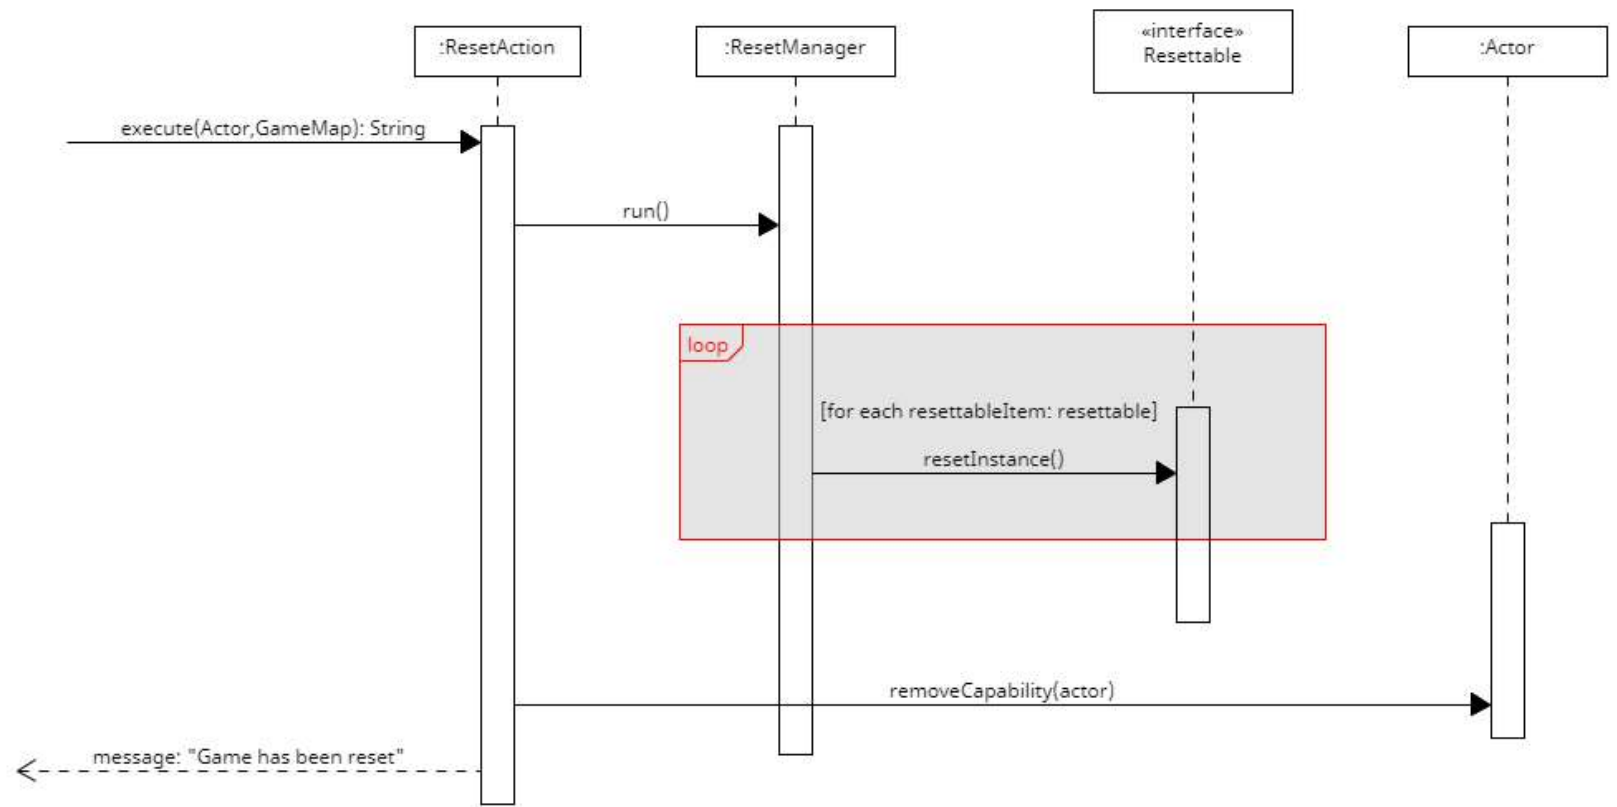 :ResetAction
:ResetManager
«interface»
Resettable
:Actor
execute(Actor,GameMap): String
run()
loop
[for each resettableItem: resettable]
resetInstance()
removeCapability(actor)
message: "Game has been reset"